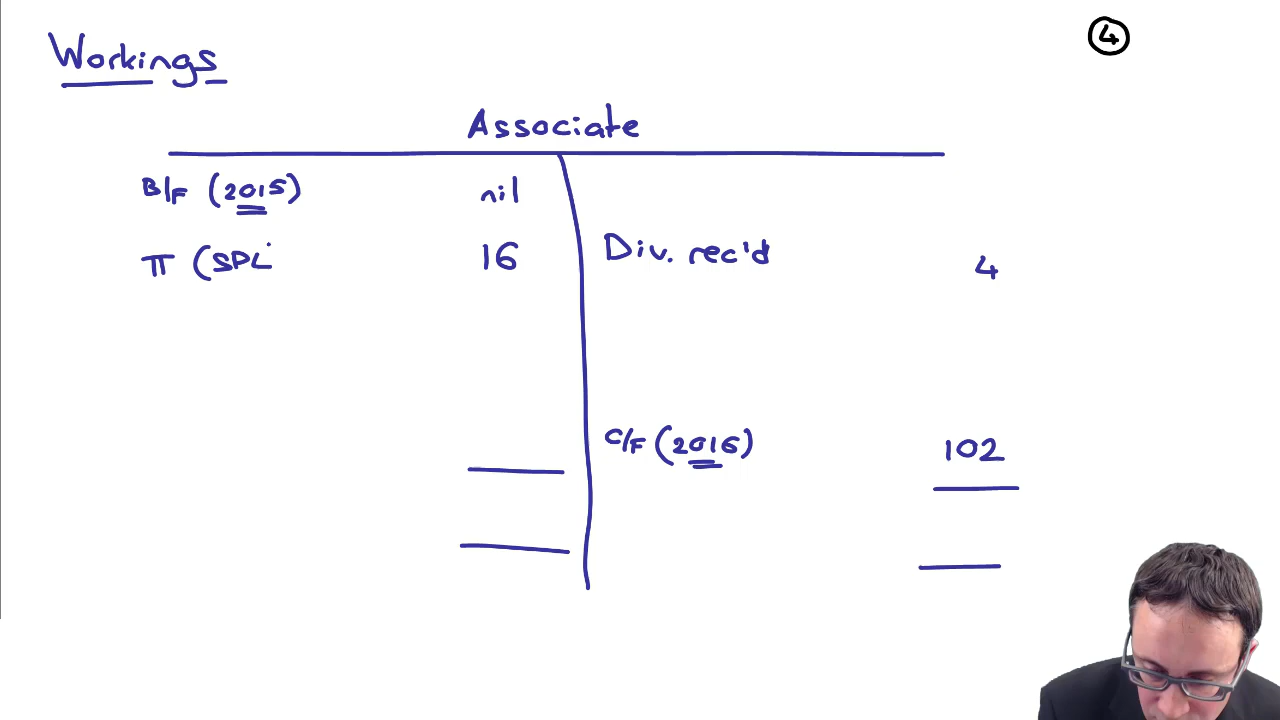 Workings
4
Associate
B/F (2015) nil
π (SPL 16 Div. rec'd 4
C/F (2016) 102